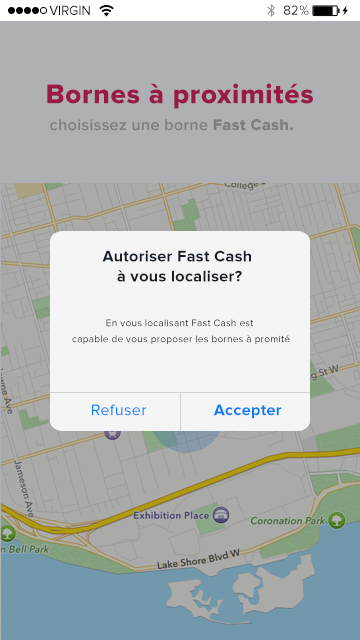 VIRGIN 82%
Bornes à proximités
choisissez une borne Fast Cash.
College S
Autoriser Fast Cash
à vous localiser?
En vous localisant Fast Cash est
capable de vous proposer les bornes à promité
g St W
Refuser Accepter
wne Ave
Jameson Ave
Exhibition Place
Coronation Park
n Bell Park
Lake Shore Blvd W